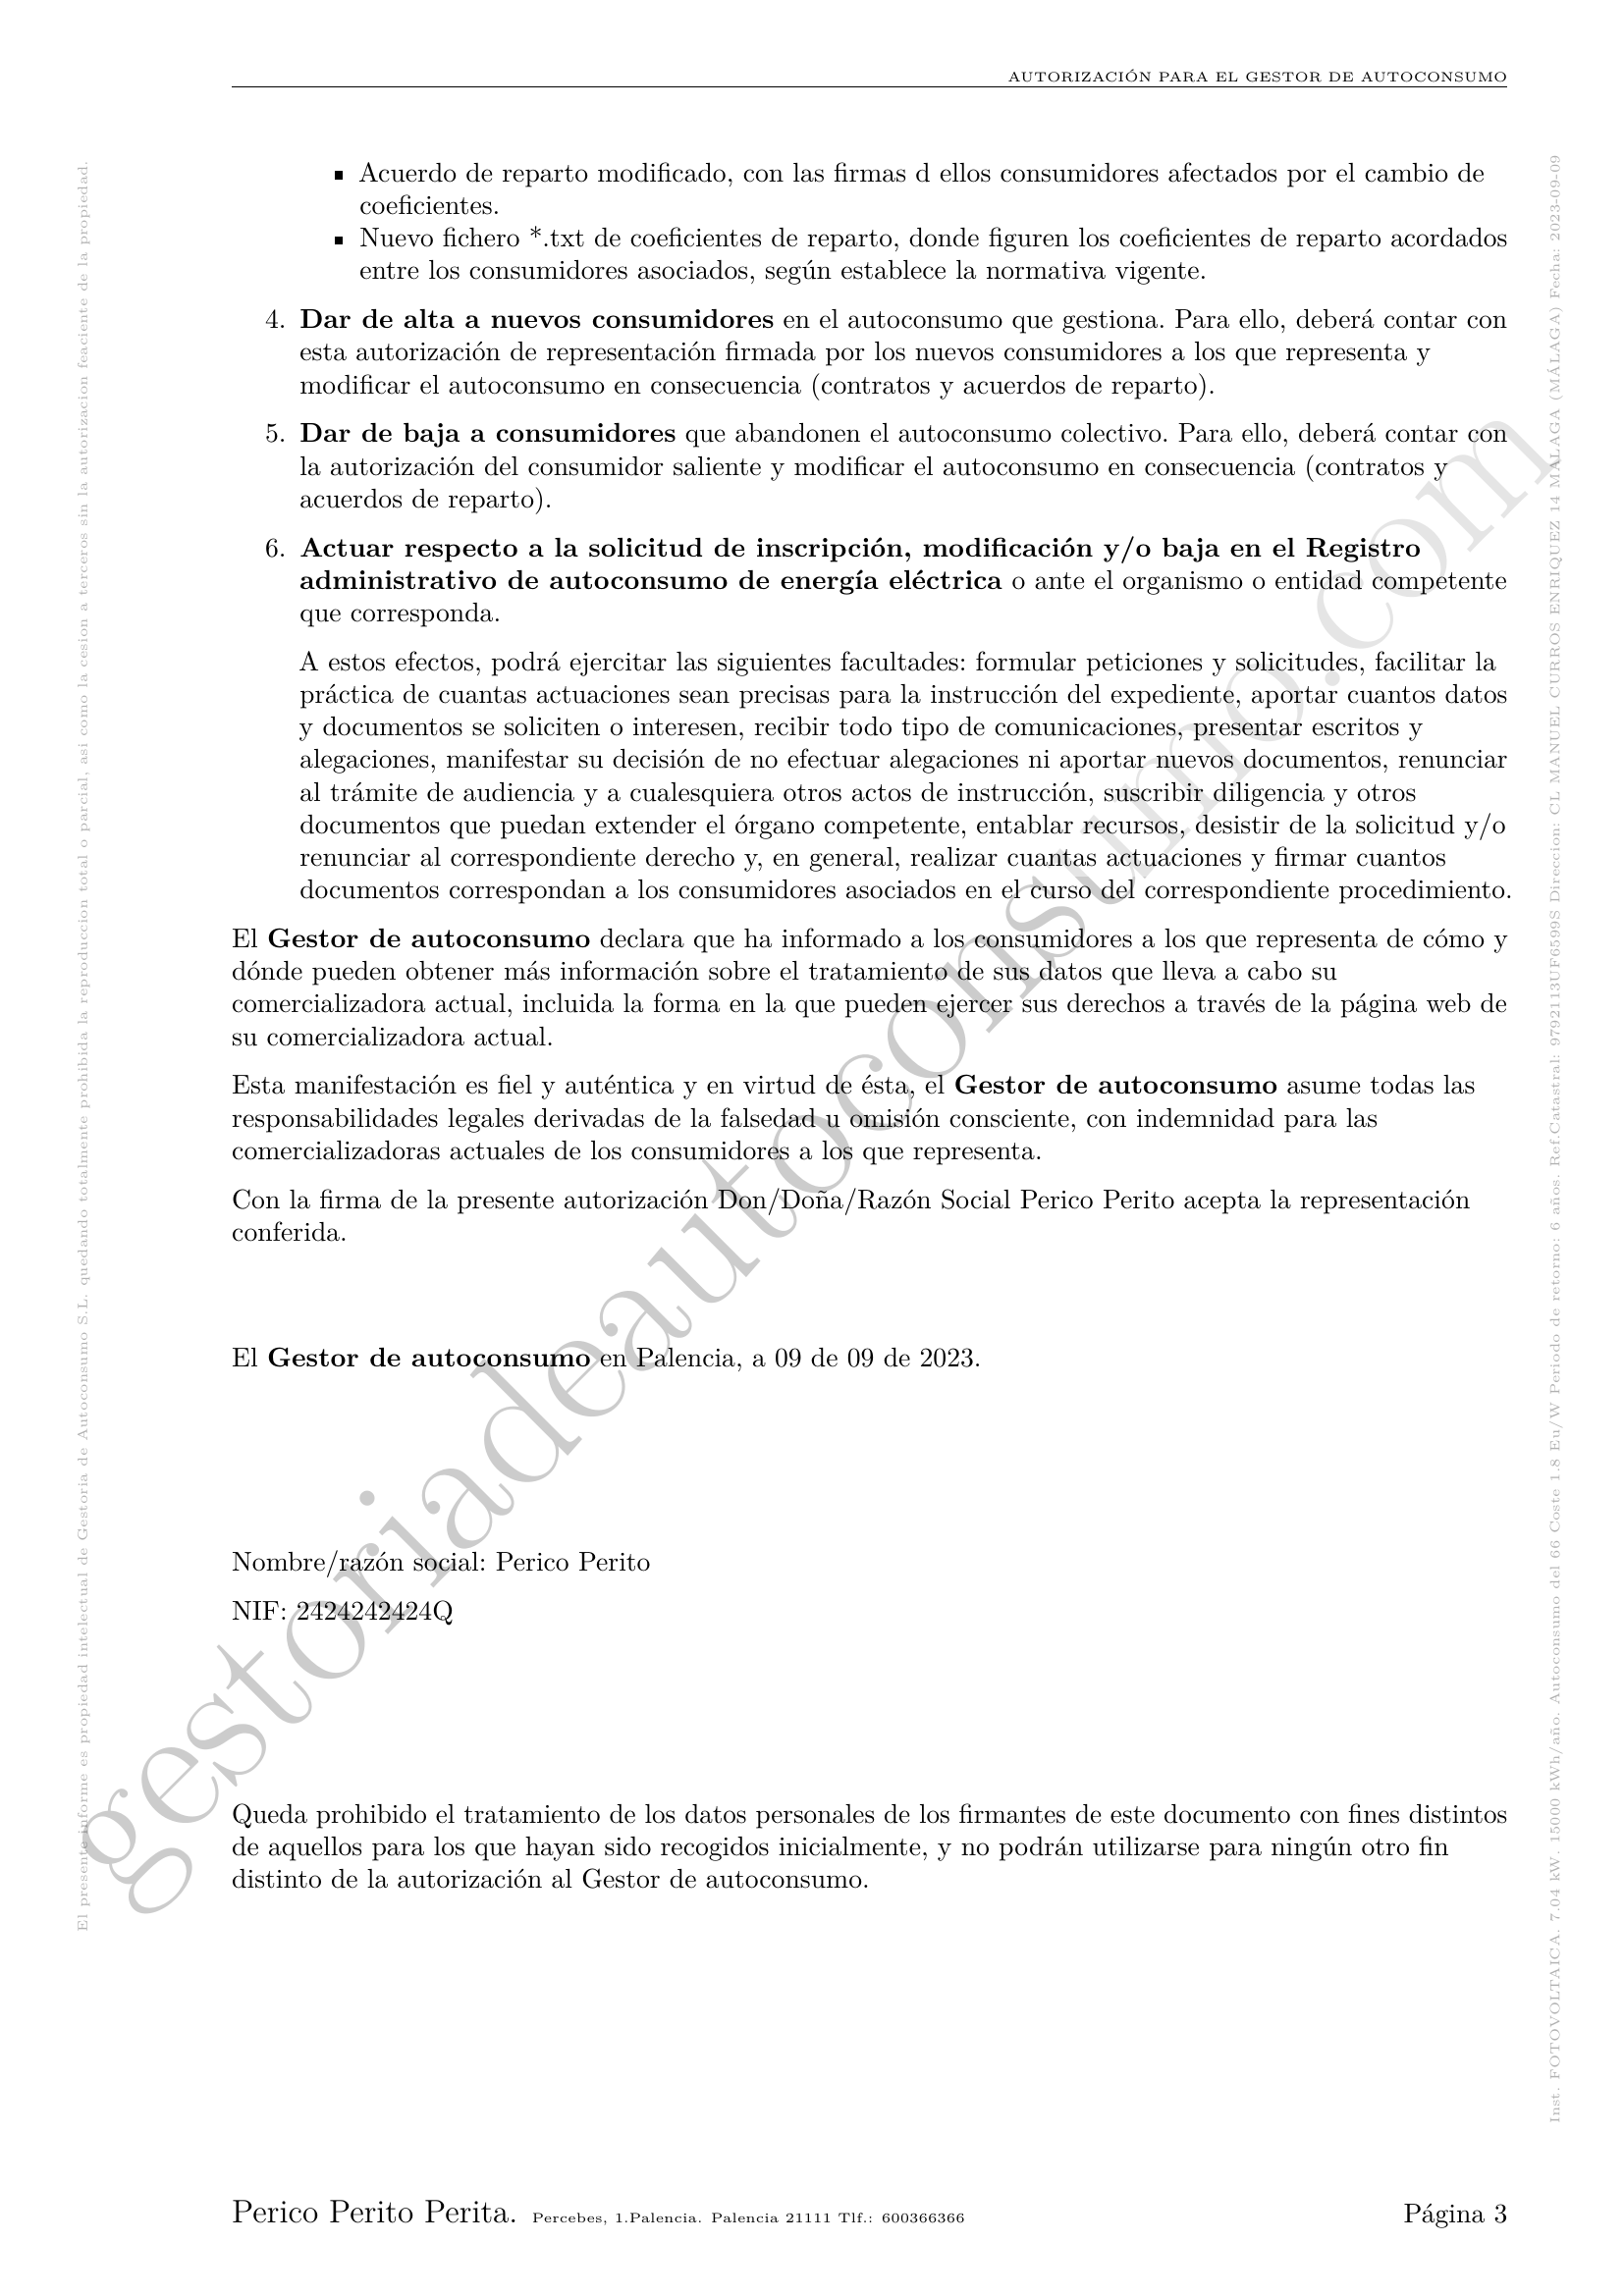 AUTORIZACIÓN PARA EL GESTOR DE AUTOCONSUMO
▪ Acuerdo de reparto modificado, con las firmas d ellos consumidores afectados por el cambio de
coeficientes.
▪ Nuevo fichero *.txt de coeficientes de reparto, donde figuren los coeficientes de reparto acordados
entre los consumidores asociados, según establece la normativa vigente.
4. Dar de alta a nuevos consumidores en el autoconsumo que gestiona. Para ello, deberá contar con
esta autorización de representación firmada por los nuevos consumidores a los que representa y
modificar el autoconsumo en consecuencia (contratos y acuerdos de reparto).
5. Dar de baja a consumidores que abandonen el autoconsumo colectivo. Para ello, deberá contar con
la autorización del consumidor saliente y modificar el autoconsumo en consecuencia (contratos y
acuerdos de reparto).
6. Actuar respecto a la solicitud de inscripción, modificación y/o baja en el Registro
administrativo de autoconsumo de energía eléctrica o ante el organismo o entidad competente
que corresponda.
A estos efectos, podrá ejercitar las siguientes facultades: formular peticiones y solicitudes, facilitar la
práctica de cuantas actuaciones sean precisas para la instrucción del expediente, aportar cuantos datos
y documentos se soliciten o interesen, recibir todo tipo de comunicaciones, presentar escritos y
alegaciones, manifestar su decisión de no efectuar alegaciones ni aportar nuevos documentos, renunciar
al trámite de audiencia y a cualesquiera otros actos de instrucción, suscribir diligencia y otros
documentos que puedan extender el órgano competente, entablar recursos, desistir de la solicitud y/o
renunciar al correspondiente derecho y, en general, realizar cuantas actuaciones y firmar cuantos
documentos correspondan a los consumidores asociados en el curso del correspondiente procedimiento.
El Gestor de autoconsumo declara que ha informado a los consumidores a los que representa de cómo y
dónde pueden obtener más información sobre el tratamiento de sus datos que lleva a cabo su
comercializadora actual, incluida la forma en la que pueden ejercer sus derechos a través de la página web de
su comercializadora actual.
Esta manifestación es fiel y auténtica y en virtud de ésta, el Gestor de autoconsumo asume todas las
responsabilidades legales derivadas de la falsedad u omisión consciente, con indemnidad para las
comercializadoras actuales de los consumidores a los que representa.
Con la firma de la presente autorización Don/Doña/Razón Social Perico Perito acepta la representación
conferida.
El Gestor de autoconsumo en Palencia, a 09 de 09 de 2023.
Nombre/razón social: Perico Perito
NIF: 2424242424Q
Queda prohibido el tratamiento de los datos personales de los firmantes de este documento con fines distintos
de aquellos para los que hayan sido recogidos inicialmente, y no podrán utilizarse para ningún otro fin
distinto de la autorización al Gestor de autoconsumo.
Perico Perito Perita. Percebes, 1.Palencia. Palencia 21111 Tlf.: 600366366
Página 3
El presente informe es propiedad intelectual de Gestoria de Autoconsumo S.L. quedando totalmente prohibida la reproduccion total o parcial, asi como la cesion a terceros sin la autorizacion feaciente de la propiedad.
Inst. FOTOVOLTAICA. 7.04 kW. 15000 kWh/año. Autoconsumo del 66 Coste 1.8 Eu/W Periodo de retorno: 6 años. Ref.Catastral: 9792113UF6599S Direccion: CL MANUEL CURROS ENRIQUEZ 14 MALAGA (MÁLAGA) Fecha: 2023-09-09
gestoriadeautoconsumo.com